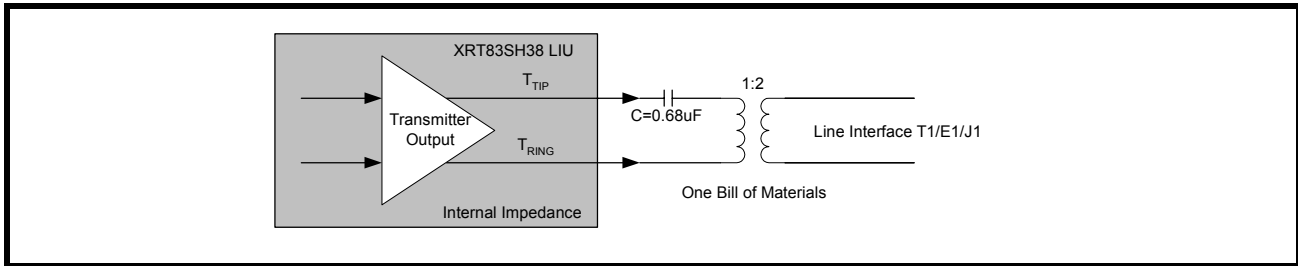 XRT83SH38 LIU
TTIP
1:2
C=0.68uF
Transmitter
Output
Line Interface T1/E1/J1
TRING
One Bill of Materials
Internal Impedance